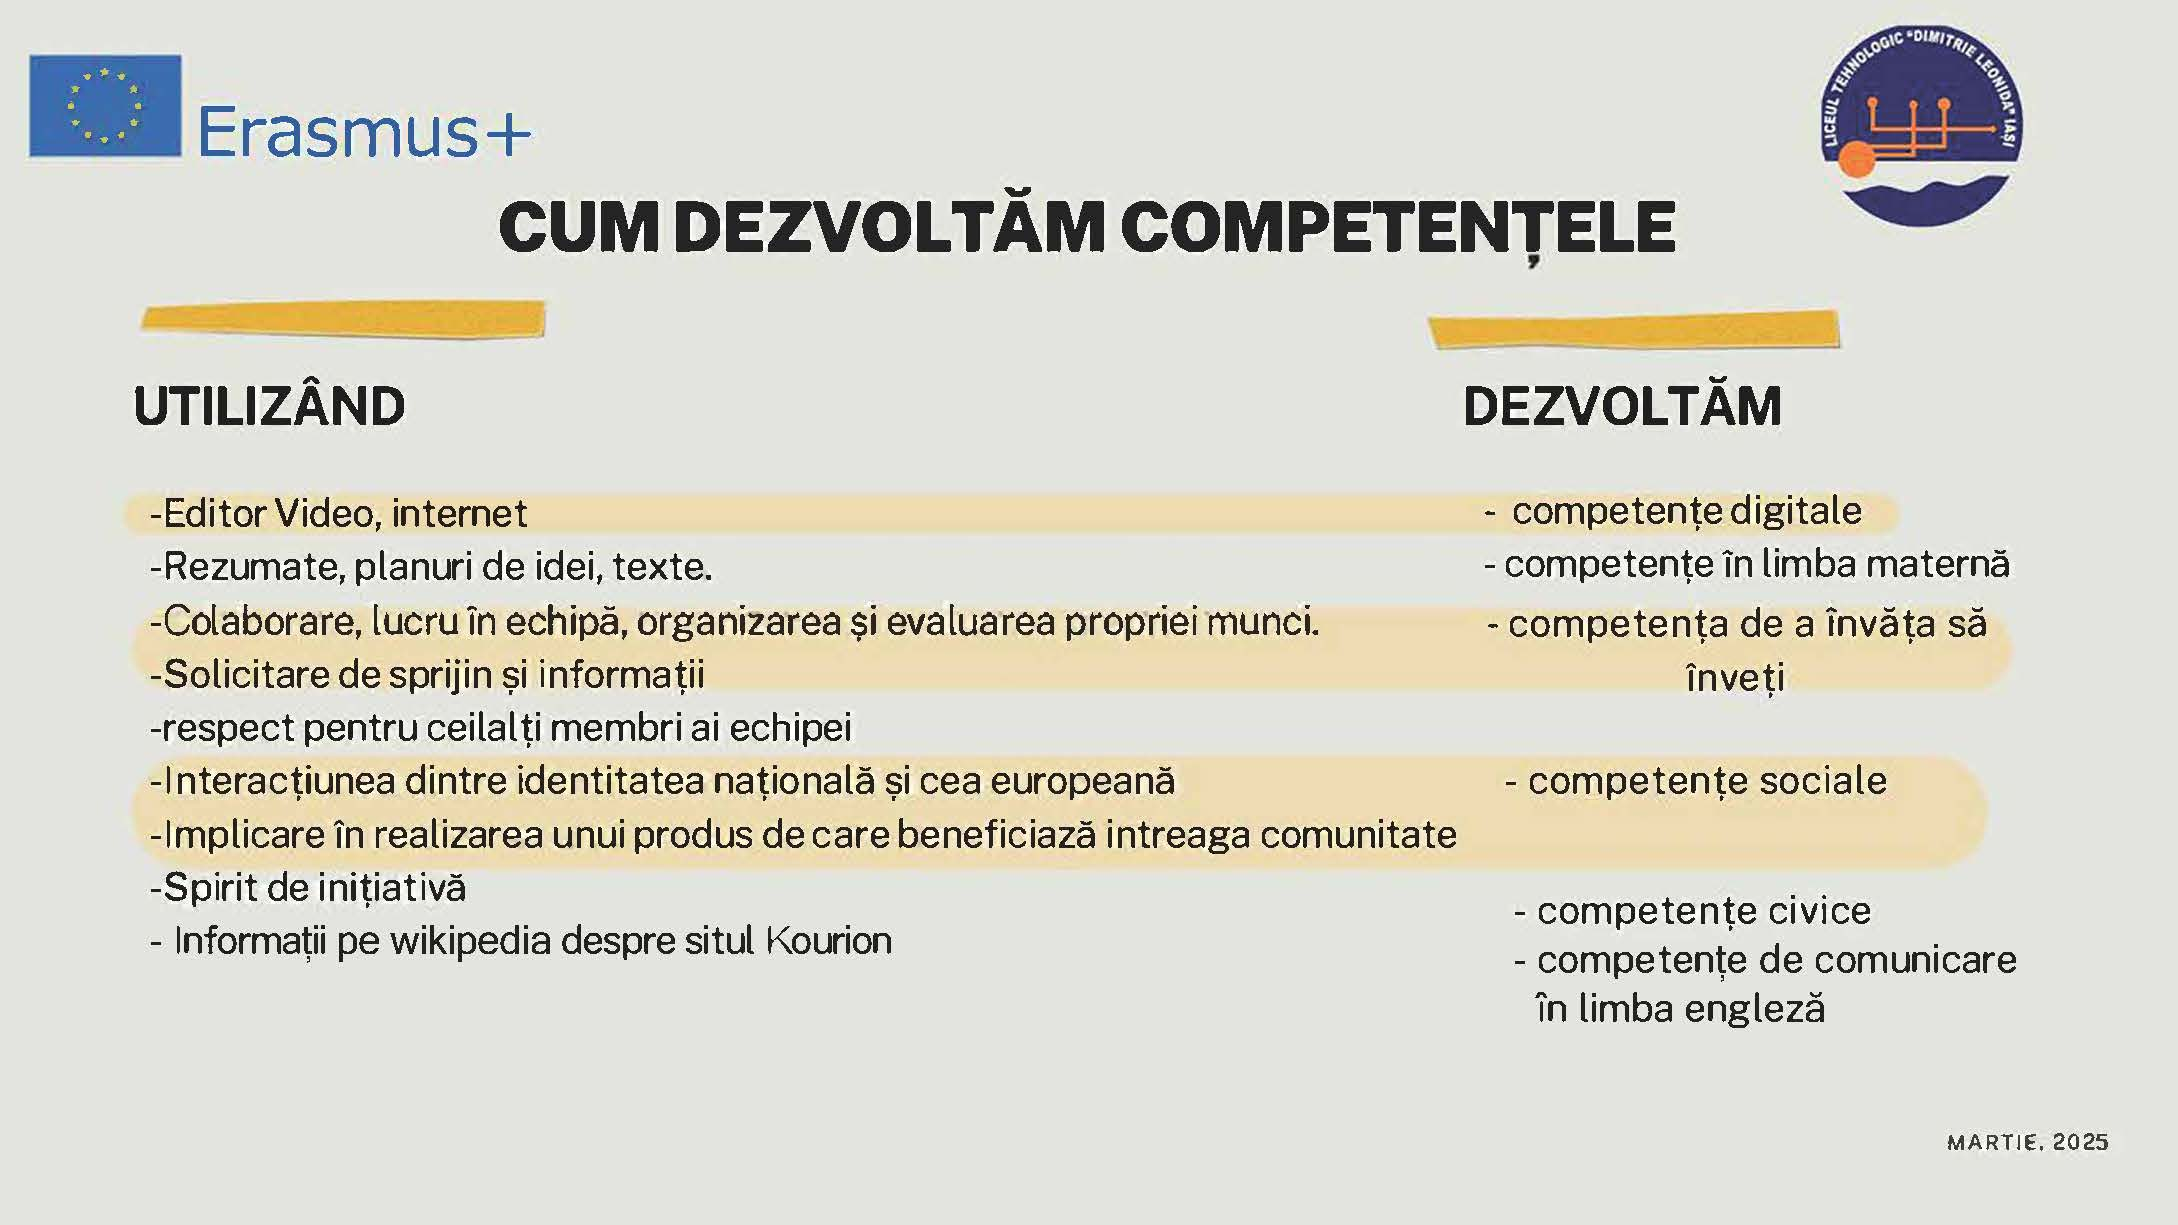 Erasmus+
LICEUL TEHNOLOGIC "DIMITRIE LEONIDA" IAȘI
CUM DEZVOLTĂM COMPETENȚELE
UTILIZÂND
-Editor Video, internet
-Rezumate, planuri de idei, texte.
-Colaborare, lucru în echipă, organizarea și evaluarea propriei munci.
-Solicitare de sprijin și informații
-respect pentru ceilalți membri ai echipei
-Interacțiunea dintre identitatea națională și cea europeană
-Implicare în realizarea unui produs de care beneficiază intreaga comunitate
-Spirit de inițiativă
- Informații pe wikipedia despre situl Kourion
DEZVOLTĂM
- competențe digitale
- competențe în limba maternă
- competența de a învăța să
înveți
- competențe sociale
- competențe civice
- competențe de comunicare
în limba engleză
MARTIE, 2025